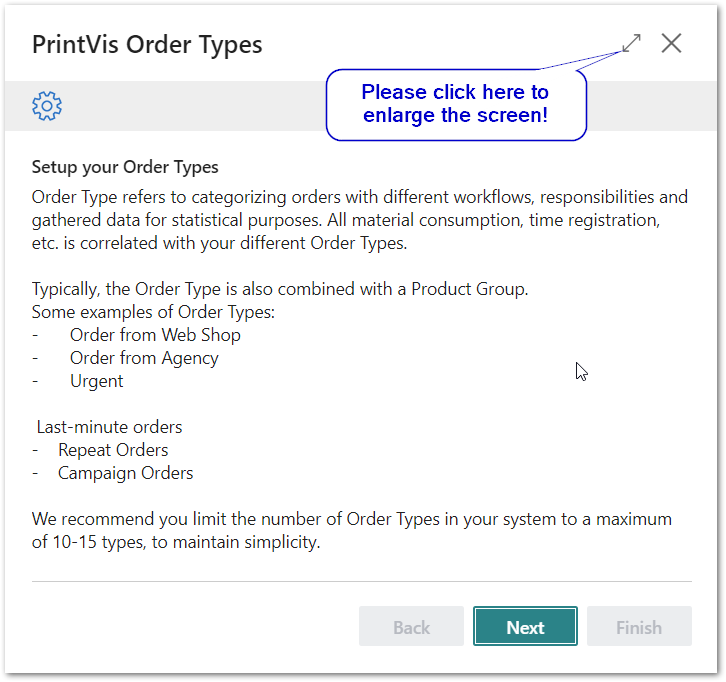 PrintVis Order Types
Please click here to
enlarge the screen!
Setup your Order Types
Order Type refers to categorizing orders with different workflows, responsibilities and
gathered data for statistical purposes. All material consumption, time registration,
etc. is correlated with your different Order Types.
Typically, the Order Type is also combined with a Product Group.
Some examples of Order Types:
- Order from Web Shop
- Order from Agency
- Urgent
Last-minute orders
- Repeat Orders
- Campaign Orders
We recommend you limit the number of Order Types in your system to a maximum
of 10-15 types, to maintain simplicity.
Back Next Finish